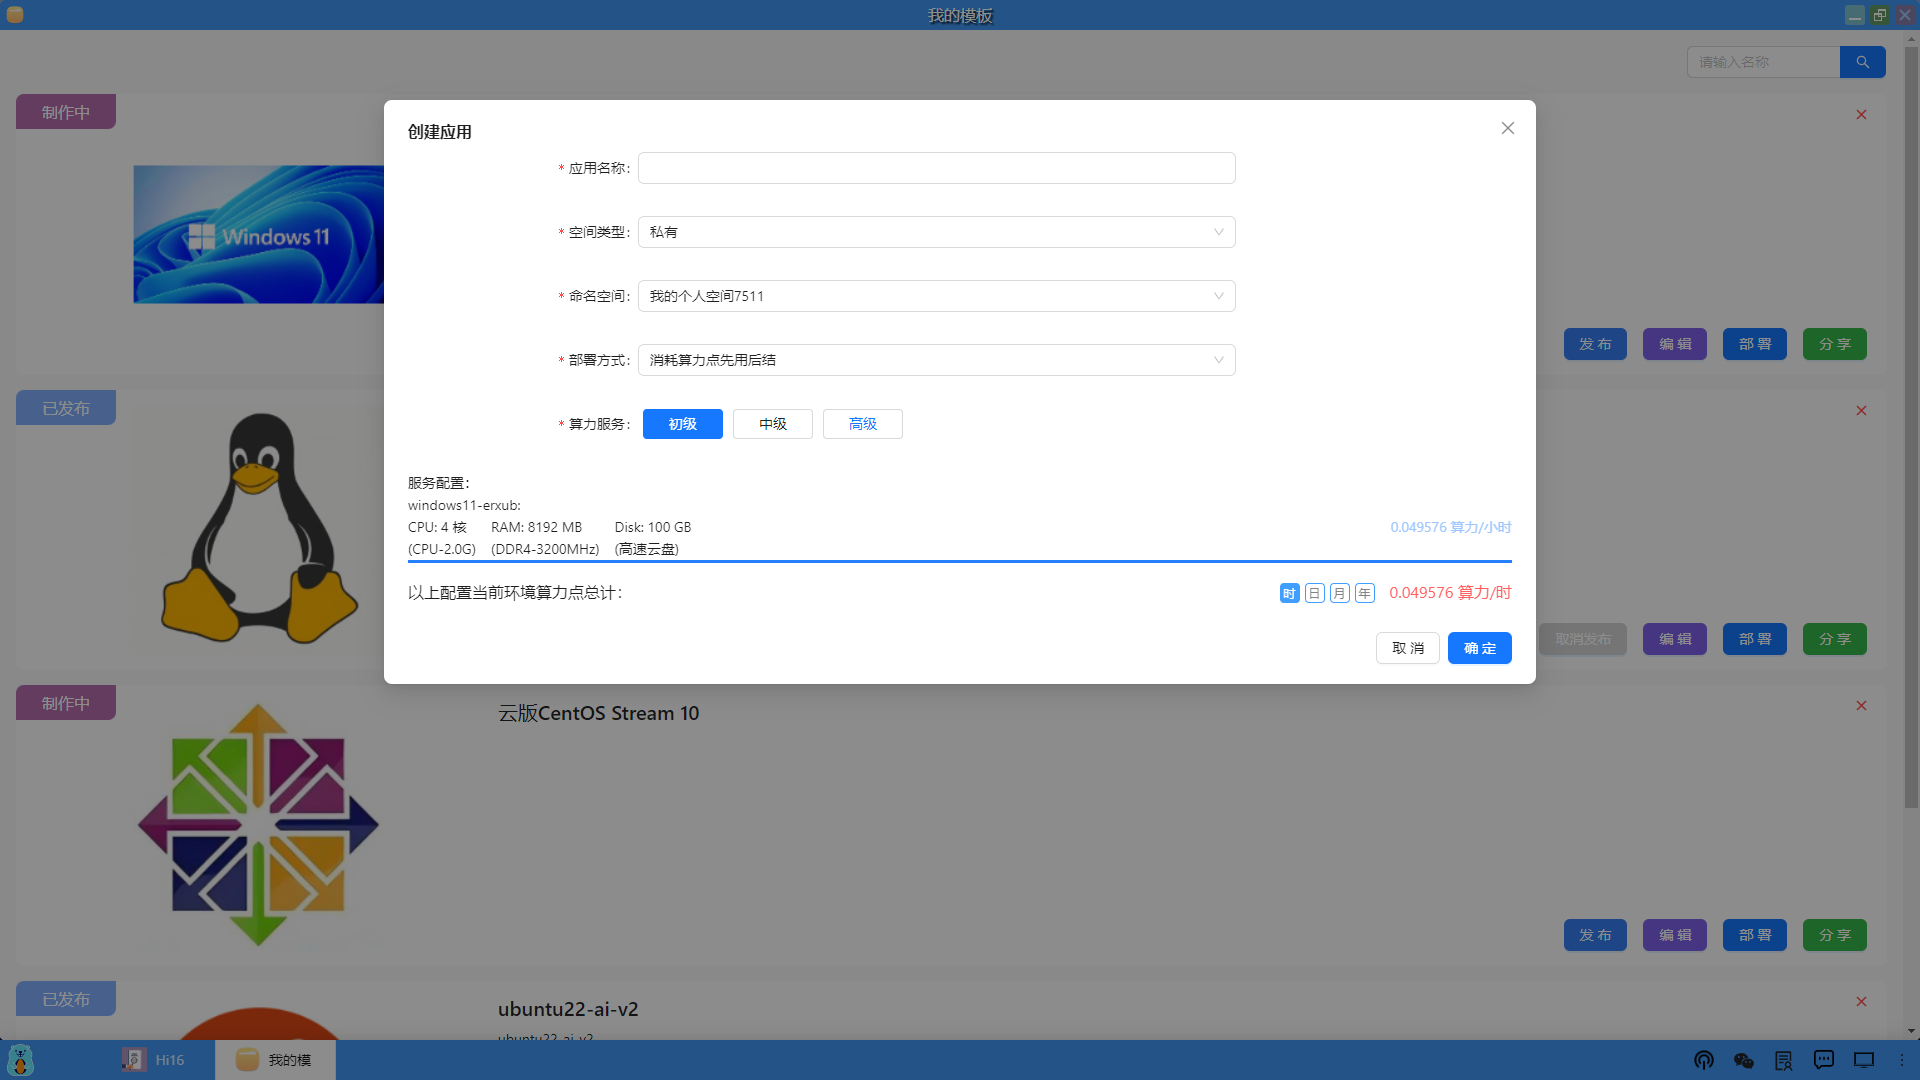 我的模板
请输入名称
制作中
Windows 11
发 布
编 辑
部 署
分 享
创建应用
* 应用名称:
* 空间类型: 私有
* 命名空间: 我的个人空间7511
* 部署方式: 消耗算力点先用后结
* 算力服务: 初级 中级 高级
服务配置:
windows11-erxub:
CPU: 4 核 RAM: 8192 MB Disk: 100 GB
0.049576 算力/小时
(CPU-2.0G) (DDR4-3200MHz) (高速云盘)
以上配置当前环境算力点总计:
时 日 月 年 0.049576 算力/时
取 消
确 定
已发布
取消发布
编 辑
部 署
分 享
制作中
云版CentOS Stream 10
发 布
编 辑
部 署
分 享
已发布
ubuntu22-ai-v2
ubuntu22-ai-v2
Hi16
我的模